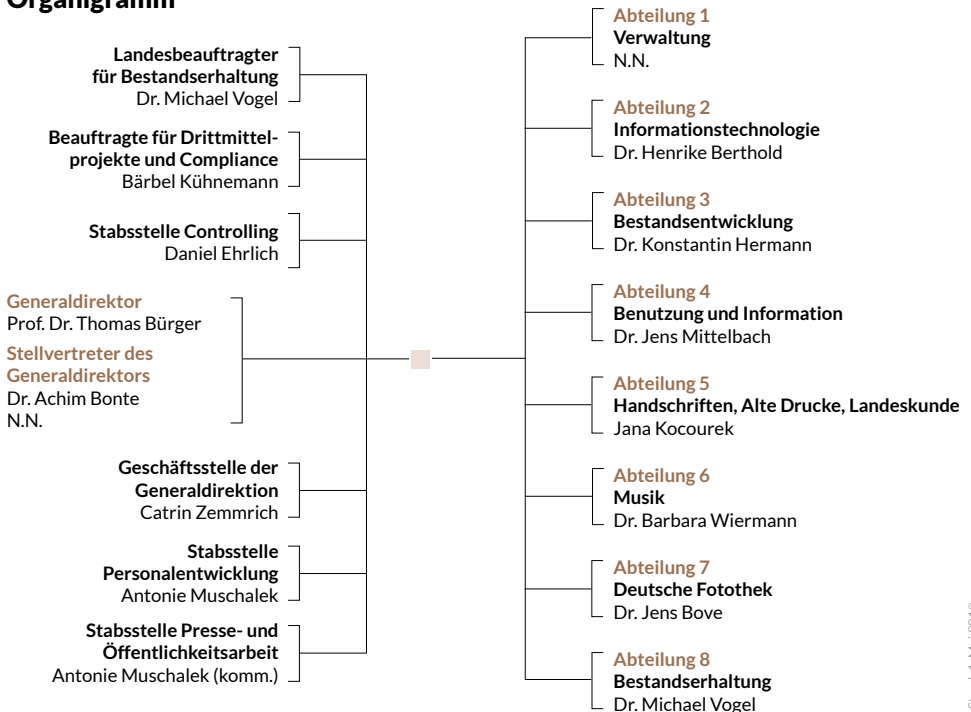 Organigramm
Landesbeauftragter
für Bestandserhaltung
Dr. Michael Vogel
Beauftragte für Drittmittel-
projekte und Compliance
Bärbel Kühnemann
Stabsstelle Controlling
Daniel Ehrlich
Generaldirektor
Prof. Dr. Thomas Bürger
Stellvertreter des
Generaldirektors
Dr. Achim Bonte
N.N.
Geschäftsstelle der
Generaldirektion
Catrin Zemmrich
Stabsstelle
Personalentwicklung
Antonie Muschalek
Stabsstelle Presse- und
Öffentlichkeitsarbeit
Antonie Muschalek (komm.)
Abteilung 1
Verwaltung
N.N.
Abteilung 2
Informationstechnologie
Dr. Henrike Berthold
Abteilung 3
Bestandsentwicklung
Dr. Konstantin Hermann
Abteilung 4
Benutzung und Information
Dr. Jens Mittelbach
Abteilung 5
Handschriften, Alte Drucke, Landeskunde
Jana Kocourek
Abteilung 6
Musik
Dr. Barbara Wiermann
Abteilung 7
Deutsche Fotothek
Dr. Jens Bove
Abteilung 8
Bestandserhaltung
Dr. Michael Vogel